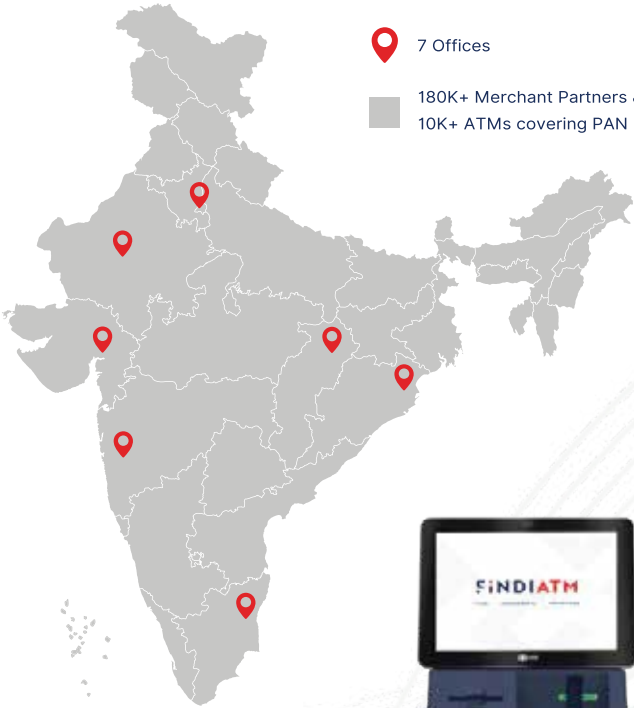 7 Offices
180K+ Merchant Partners &
10K+ ATMs covering PAN
FiNDIATM